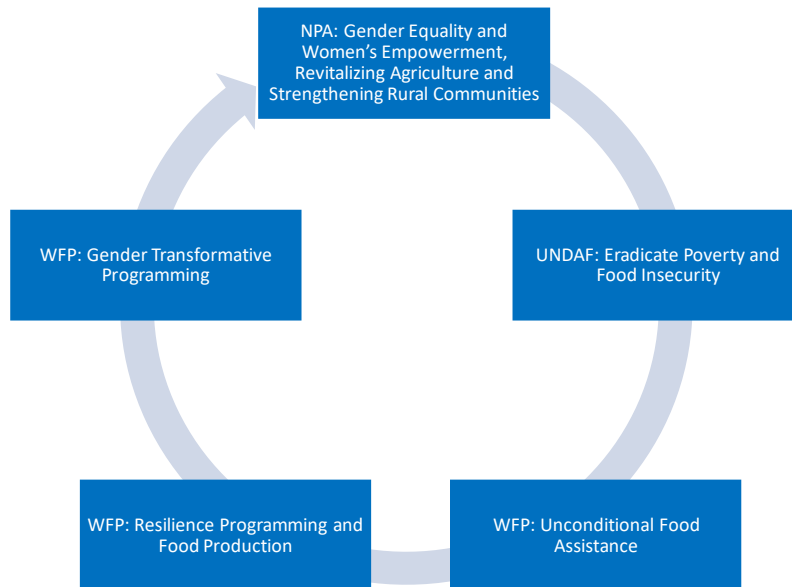 NPA: Gender Equality and
Women’s Empowerment,
Revitalizing Agriculture and
Strengthening Rural Communities
UNDAF: Eradicate Poverty and
Food Insecurity
WFP: Unconditional Food
Assistance
WFP: Resilience Programming and
Food Production
WFP: Gender Transformative
Programming